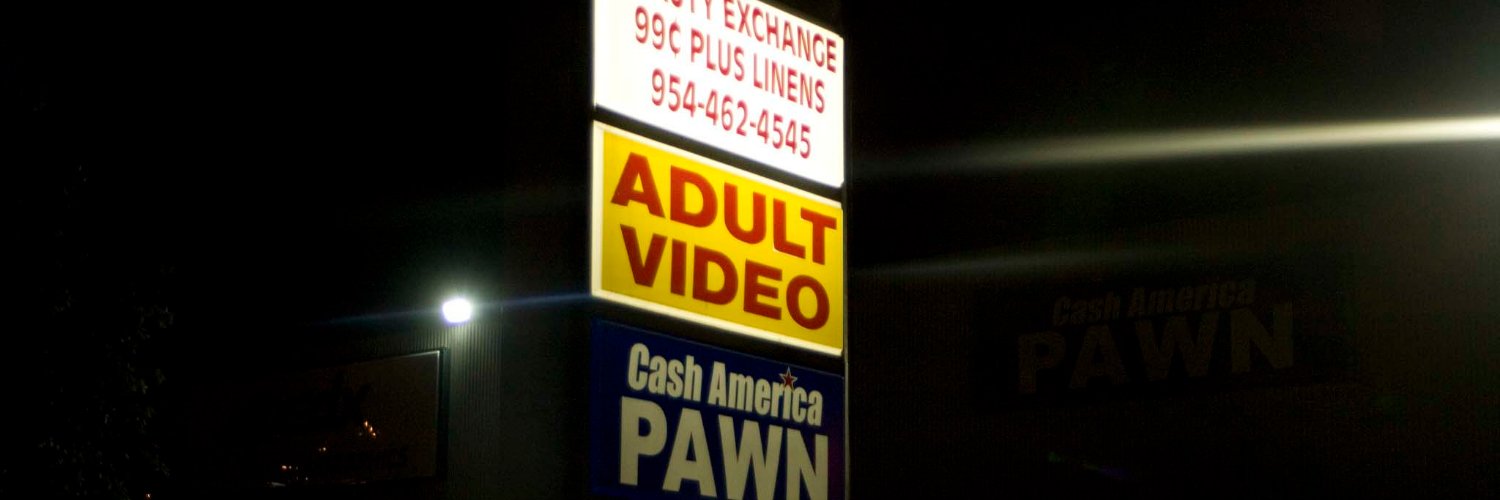 EXCHANGE
99¢ PLUS LINENS
954-462-4545
ADULT
VIDEO
Cash America
PAWN
Cash America
PAWN